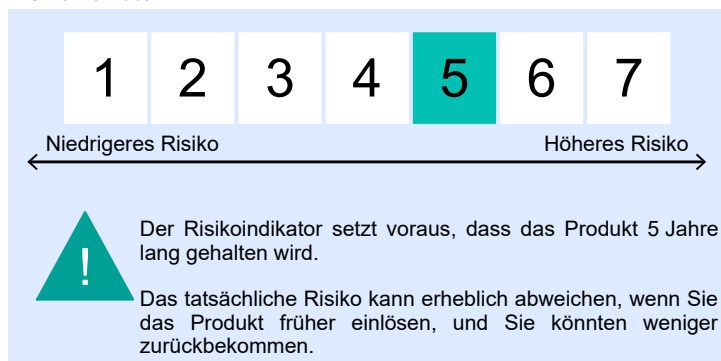 1 2 3 4 5 6 7
Niedrigeres Risiko Höheres Risiko
!
Der Risikoindikator setzt voraus, dass das Produkt 5 Jahre
lang gehalten wird.
Das tatsächliche Risiko kann erheblich abweichen, wenn Sie
das Produkt früher einlösen, und Sie könnten weniger
zurückbekommen.